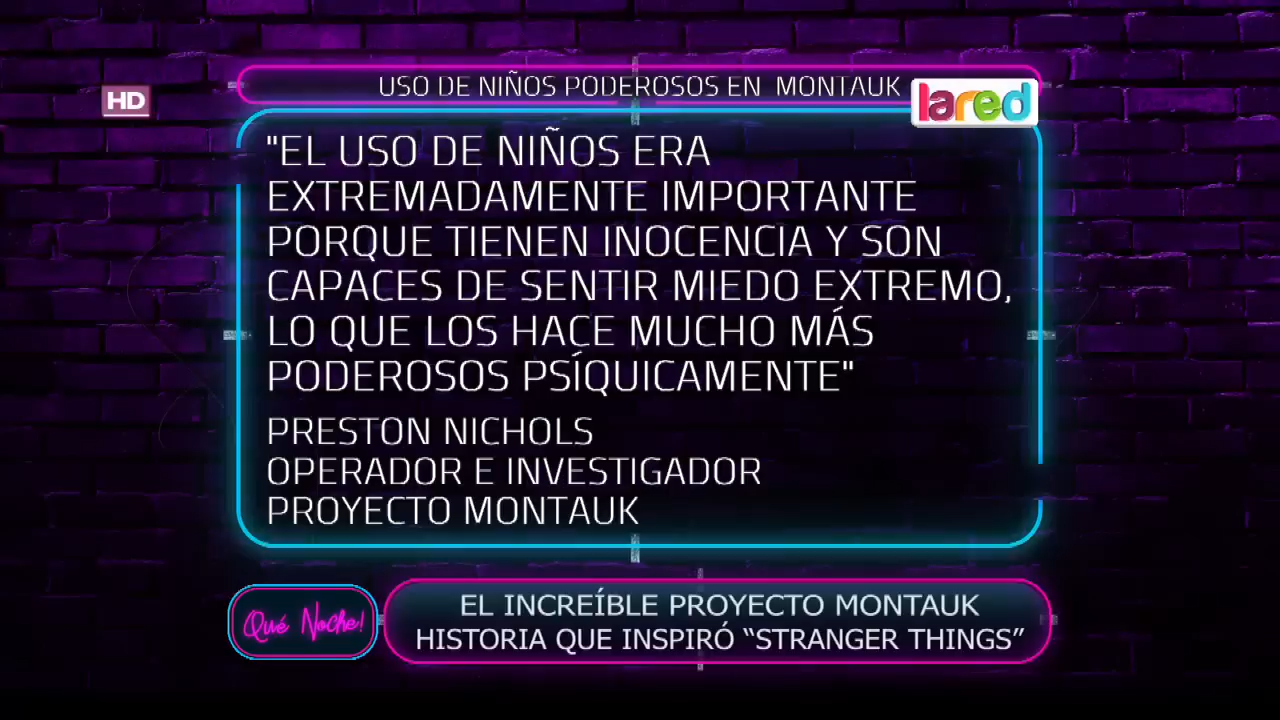 USO DE NIÑOS PODEROSOS EN MONTAUK
HD
lared
"EL USO DE NIÑOS ERA
EXTREMADAMENTE IMPORTANTE
PORQUE TIENEN INOCENCIA Y SON
CAPACES DE SENTIR MIEDO EXTREMO,
LO QUE LOS HACE MUCHO MÁS
PODEROSOS PSÍQUICAMENTE"
PRESTON NICHOLS
OPERADOR E INVESTIGADOR
PROYECTO MONTAUK
Qué Noche!
EL INCREÍBLE PROYECTO MONTAUK
HISTORIA QUE INSPIRÓ “STRANGER THINGS”